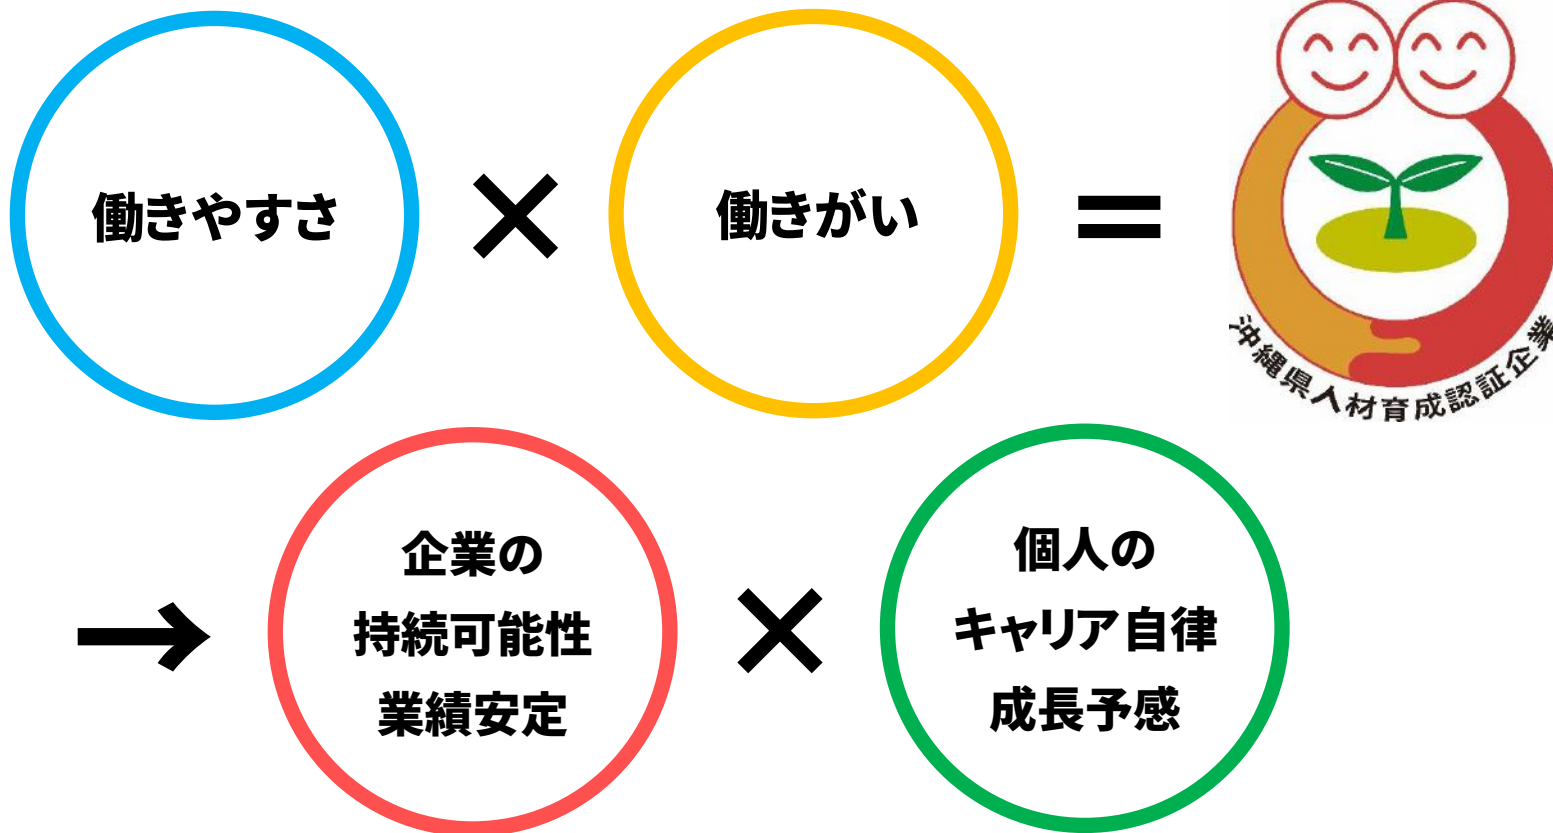 働きやすさ
×
働きがい
＝
沖縄県人材育成認証企業
→
企業の
持続可能性
業績安定
×
個人の
キャリア自律
成長予感